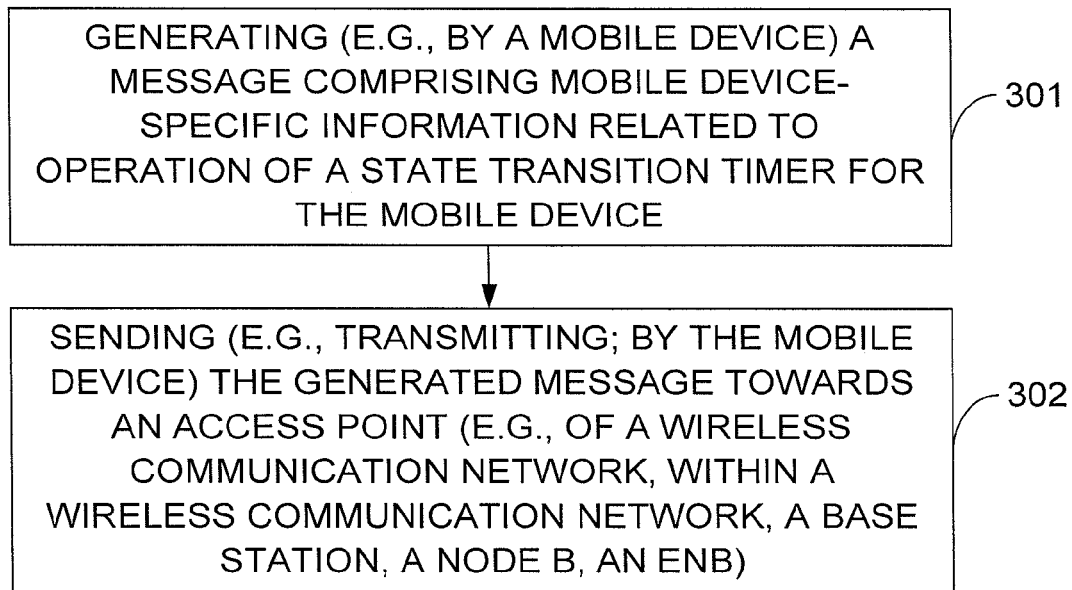 GENERATING (E.G., BY A MOBILE DEVICE) A
MESSAGE COMPRISING MOBILE DEVICE-
SPECIFIC INFORMATION RELATED TO
OPERATION OF A STATE TRANSITION TIMER FOR
THE MOBILE DEVICE
301
SENDING (E.G., TRANSMITTING; BY THE MOBILE
DEVICE) THE GENERATED MESSAGE TOWARDS
AN ACCESS POINT (E.G., OF A WIRELESS
COMMUNICATION NETWORK, WITHIN A
WIRELESS COMMUNICATION NETWORK, A BASE
STATION, A NODE B, AN ENB)
302